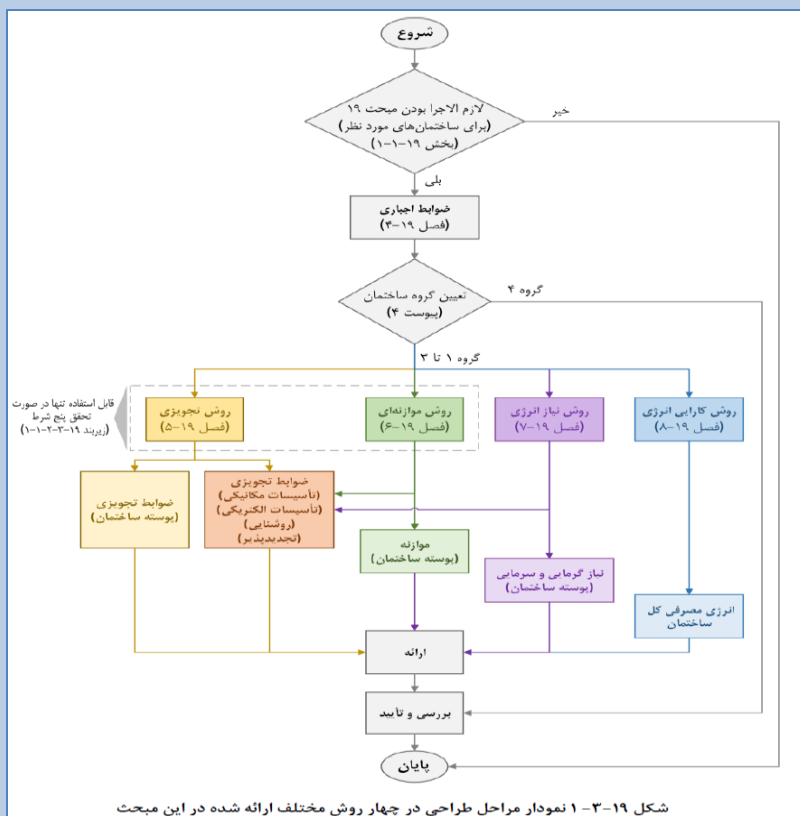 شروع
لازم الاجرا بودن مبحث ۱۹
(برای ساختمان‌های مورد نظر)
(بخش ۱۹-۱-۱)
خیر
بلی
ضوابط اجباری
(فصل ۱۹-۴)
تعیین گروه ساختمان
(پیوست ۴)
گروه ۴
گروه ۱ تا ۳
قابل استفاده تنها در صورت
تحقق پنج شرط
(زیربند ۱۹-۳-۲-۱-۱)
روش تجویزی
(فصل ۱۹-۵)
روش موازنه‌ای
(فصل ۱۹-۶)
روش نیاز انرژی
(فصل ۱۹-۷)
روش کارایی انرژی
(فصل ۱۹-۸)
ضوابط تجویزی
(پوسته ساختمان)
ضوابط تجویزی
(تأسیسات مکانیکی)
(تأسیسات الکتریکی)
(روشنایی)
(تجدیدپذیر)
موازنه
(پوسته ساختمان)
نیاز گرمایی و سرمایی
(پوسته ساختمان)
انرژی مصرفی کل
ساختمان
ارائه
بررسی و تأیید
پایان
شکل ۱۹-۳-۱ نمودار مراحل طراحی در چهار روش مختلف ارائه شده در این مبحث